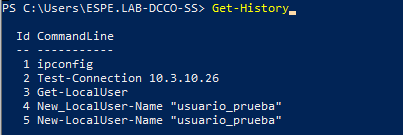 PS C:\Users\ESPE.LAB-DCCO-SS> Get-History
Id CommandLine
-- -----------
1 ipconfig
2 Test-Connection 10.3.10.26
3 Get-LocalUser
4 New_LocalUser-Name "usuario_prueba"
5 New-LocalUser-Name "usuario_prueba"